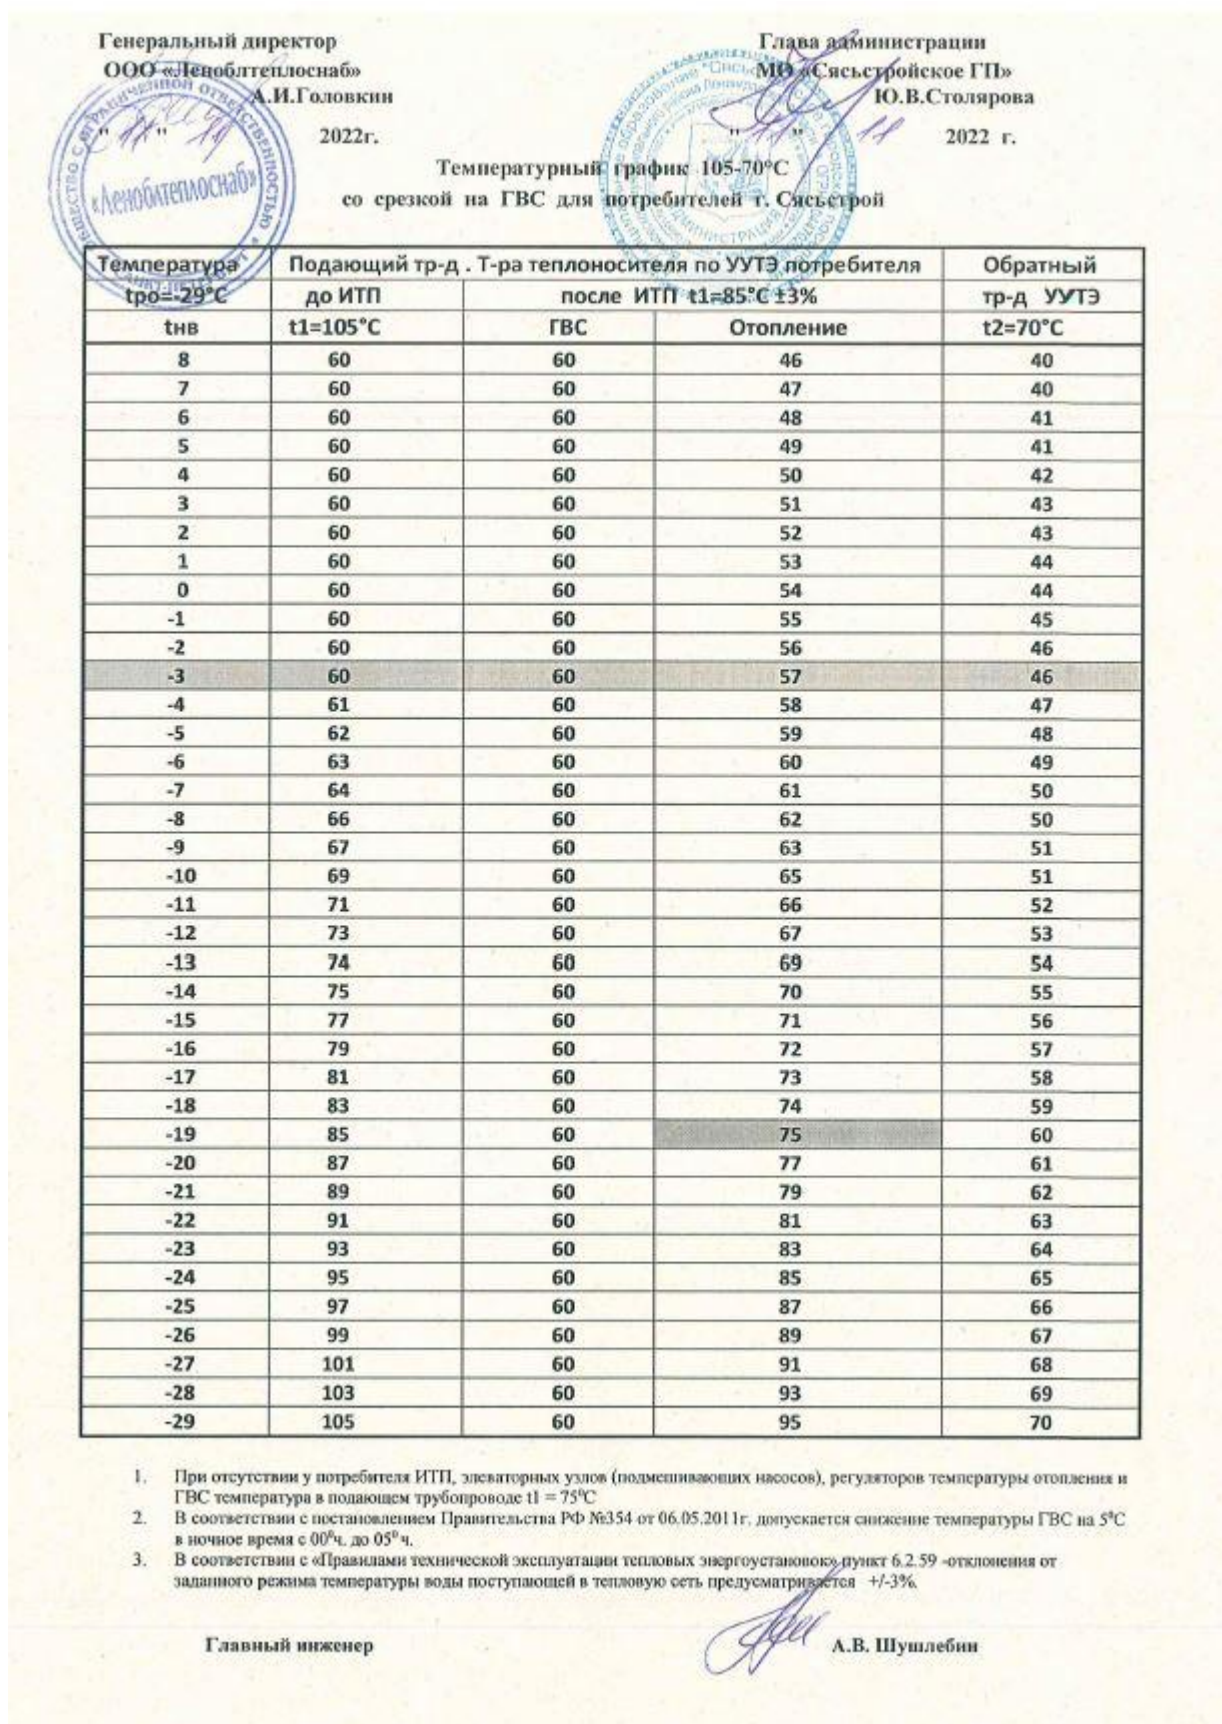 Генеральный директор
ООО «Леноблтеплоснаб»
А.И.Головкин
" 11 " 2022г.
Глава администрации
МО «Сясьстройское ГП»
Ю.В.Столярова
" 11 " 11 2022 г.
«Леноблтеплоснаб»
Температурный график 105-70°С
со срезкой на ГВС для потребителей г. Сясьстрой
Температура Подающий тр-д . Т-ра теплоносителя по УУТЭ потребителя Обратный
tро=-29°С до ИТП после ИТП t1=85°С ±3% тр-д УУТЭ
tнв t1=105°С ГВС Отопление t2=70°С
8 60 60 46 40
7 60 60 47 40
6 60 60 48 41
5 60 60 49 41
4 60 60 50 42
3 60 60 51 43
2 60 60 52 43
1 60 60 53 44
0 60 60 54 44
-1 60 60 55 45
-2 60 60 56 46
-3 60 60 57 46
-4 61 60 58 47
-5 62 60 59 48
-6 63 60 60 49
-7 64 60 61 50
-8 66 60 62 50
-9 67 60 63 51
-10 69 60 65 51
-11 71 60 66 52
-12 73 60 67 53
-13 74 60 69 54
-14 75 60 70 55
-15 77 60 71 56
-16 79 60 72 57
-17 81 60 73 58
-18 83 60 74 59
-19 85 60 75 60
-20 87 60 77 61
-21 89 60 79 62
-22 91 60 81 63
-23 93 60 83 64
-24 95 60 85 65
-25 97 60 87 66
-26 99 60 89 67
-27 101 60 91 68
-28 103 60 93 69
-29 105 60 95 70
1. При отсутствии у потребителя ИТП, элеваторных узлов (подмешивающих насосов), регуляторов температуры отопления и
ГВС температура в подающем трубопроводе t1 = 75⁰С
2. В соответствии с постановлением Правительства РФ №354 от 06.05.2011г. допускается снижение температуры ГВС на 5⁰С
в ночное время с 00⁰ч. до 05⁰ ч.
3. В соответствии с «Правилами технической эксплуатации тепловых энергоустановок» пункт 6.2.59 -отклонения от
заданного режима температуры воды поступающей в тепловую сеть предусматривается +/-3%.
Главный инженер А.В. Шушлебин